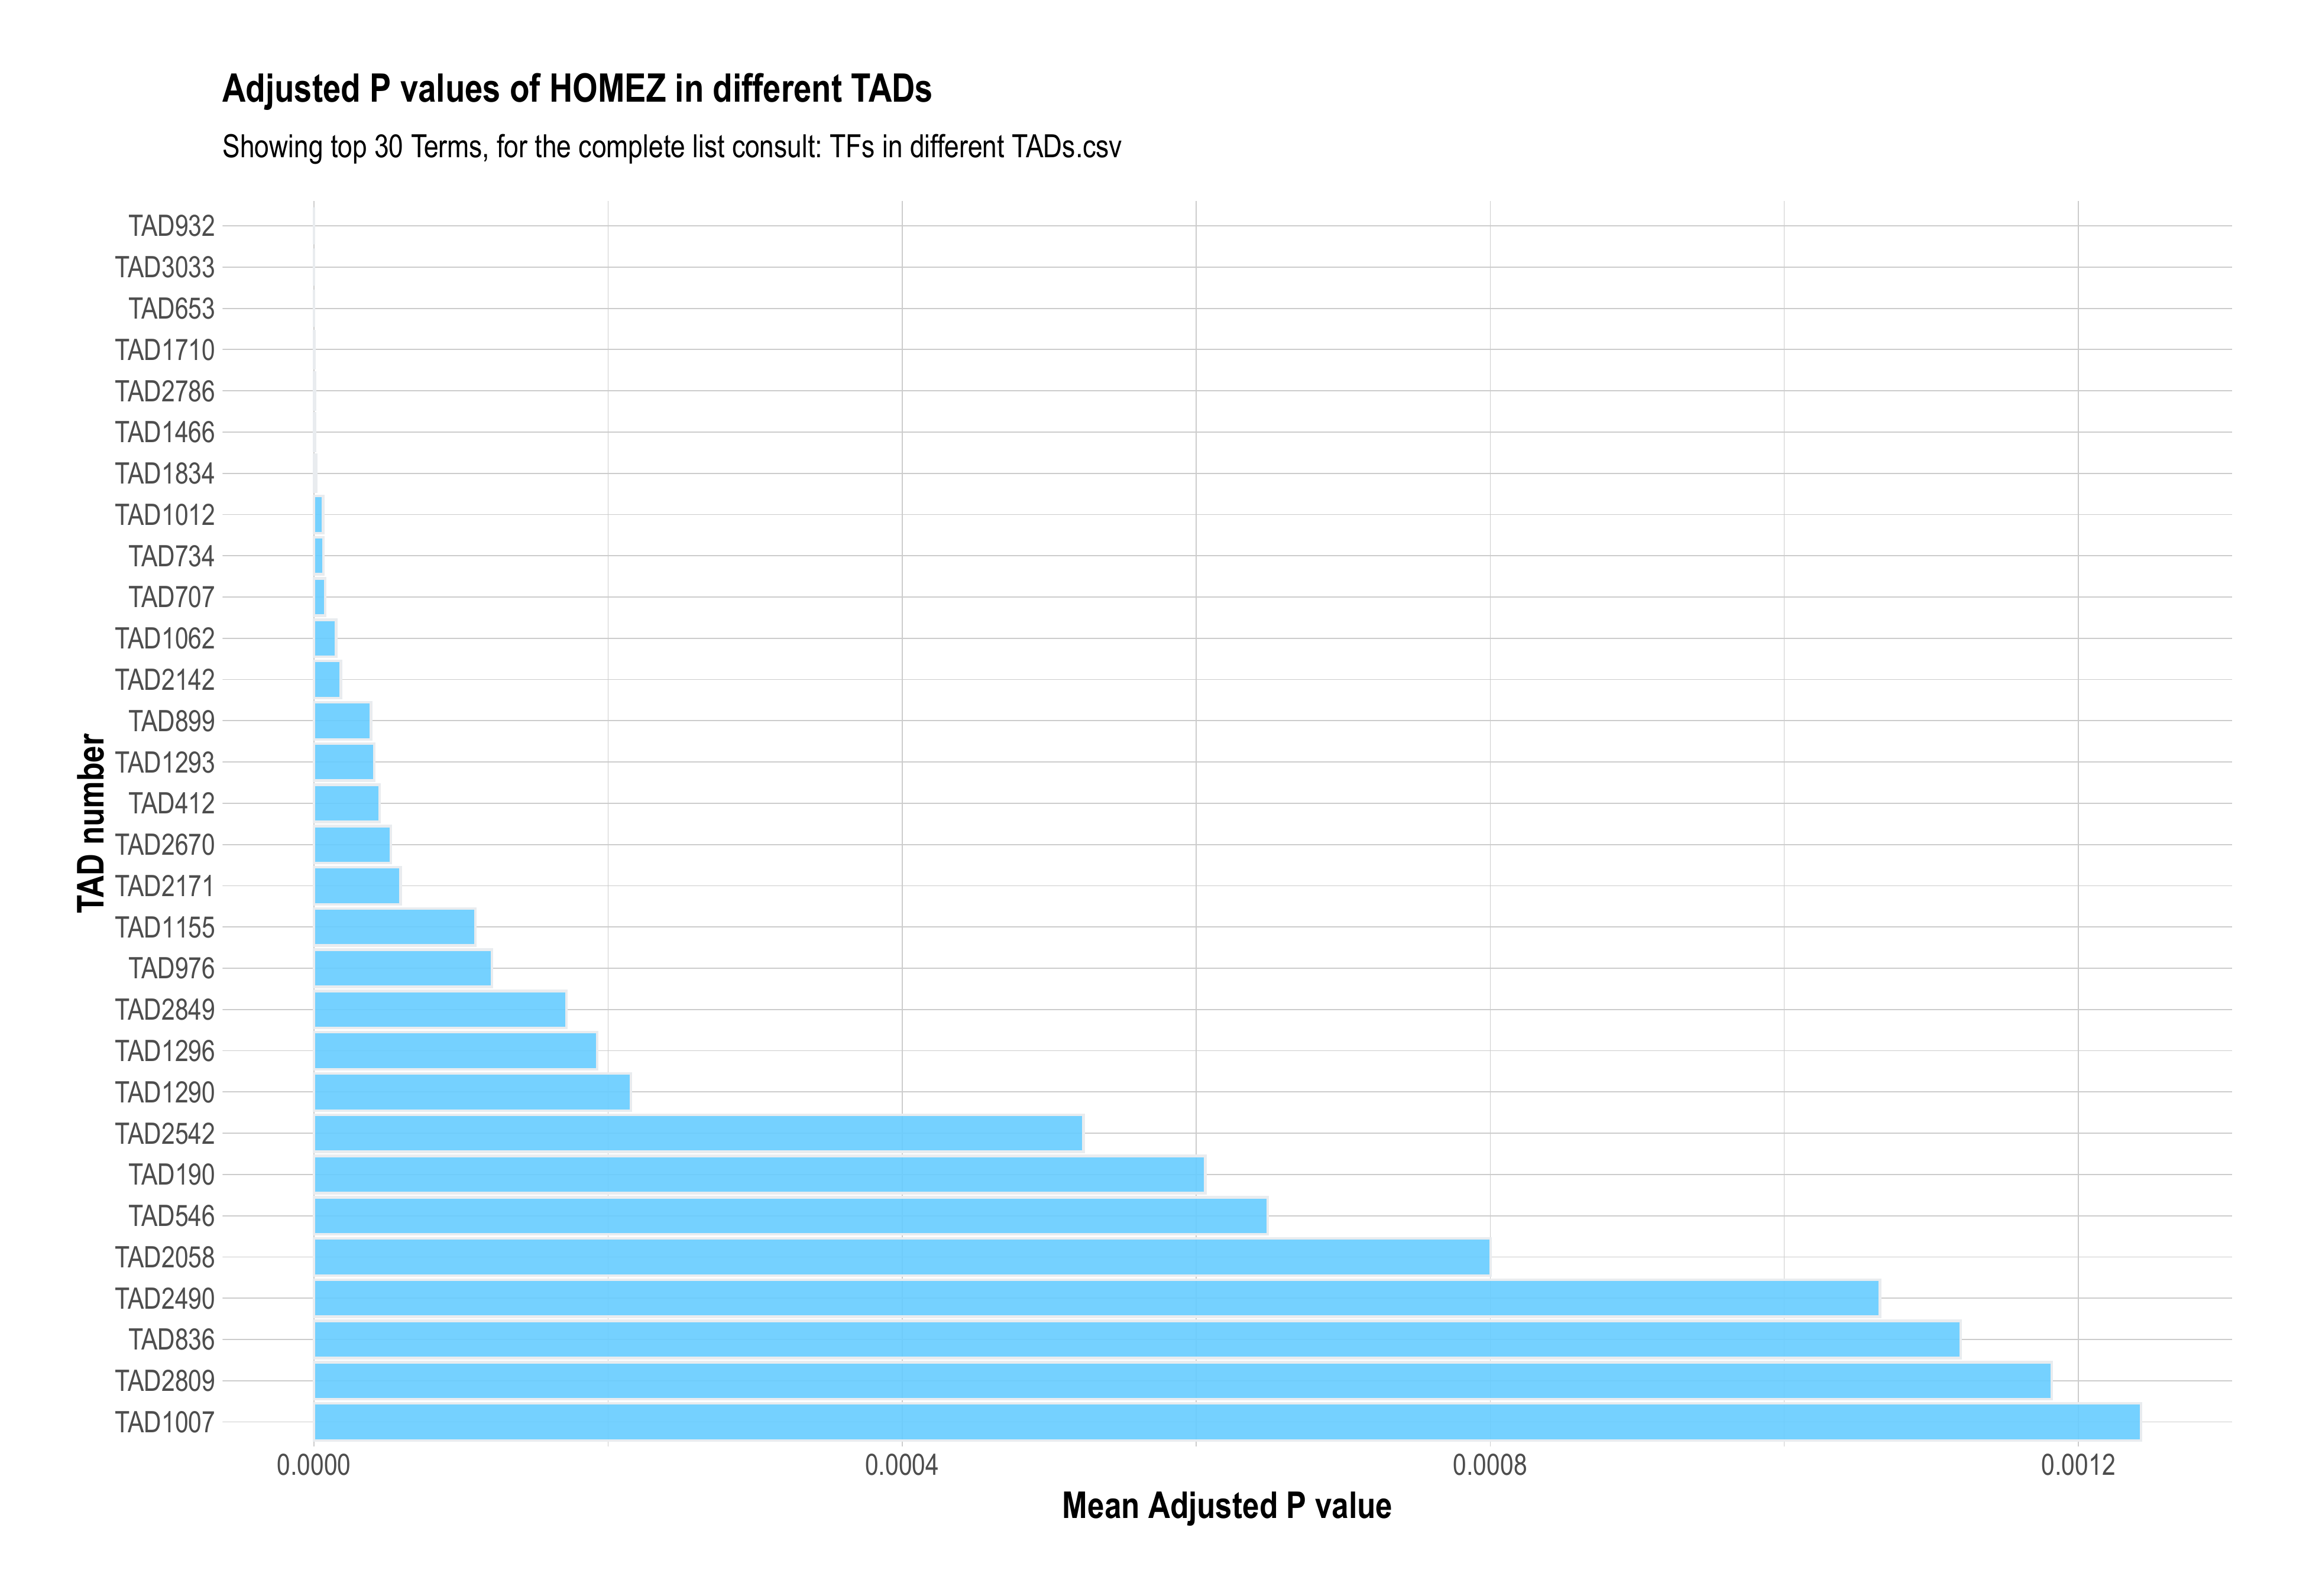 Adjusted P values of HOMEZ in different TADs
Showing top 30 Terms, for the complete list consult: TFs in different TADs.csv
TAD number
TAD932
TAD3033
TAD653
TAD1710
TAD2786
TAD1466
TAD1834
TAD1012
TAD734
TAD707
TAD1062
TAD2142
TAD899
TAD1293
TAD412
TAD2670
TAD2171
TAD1155
TAD976
TAD2849
TAD1296
TAD1290
TAD2542
TAD190
TAD546
TAD2058
TAD2490
TAD836
TAD2809
TAD1007
0.0000 0.0004 0.0008 0.0012
Mean Adjusted P value